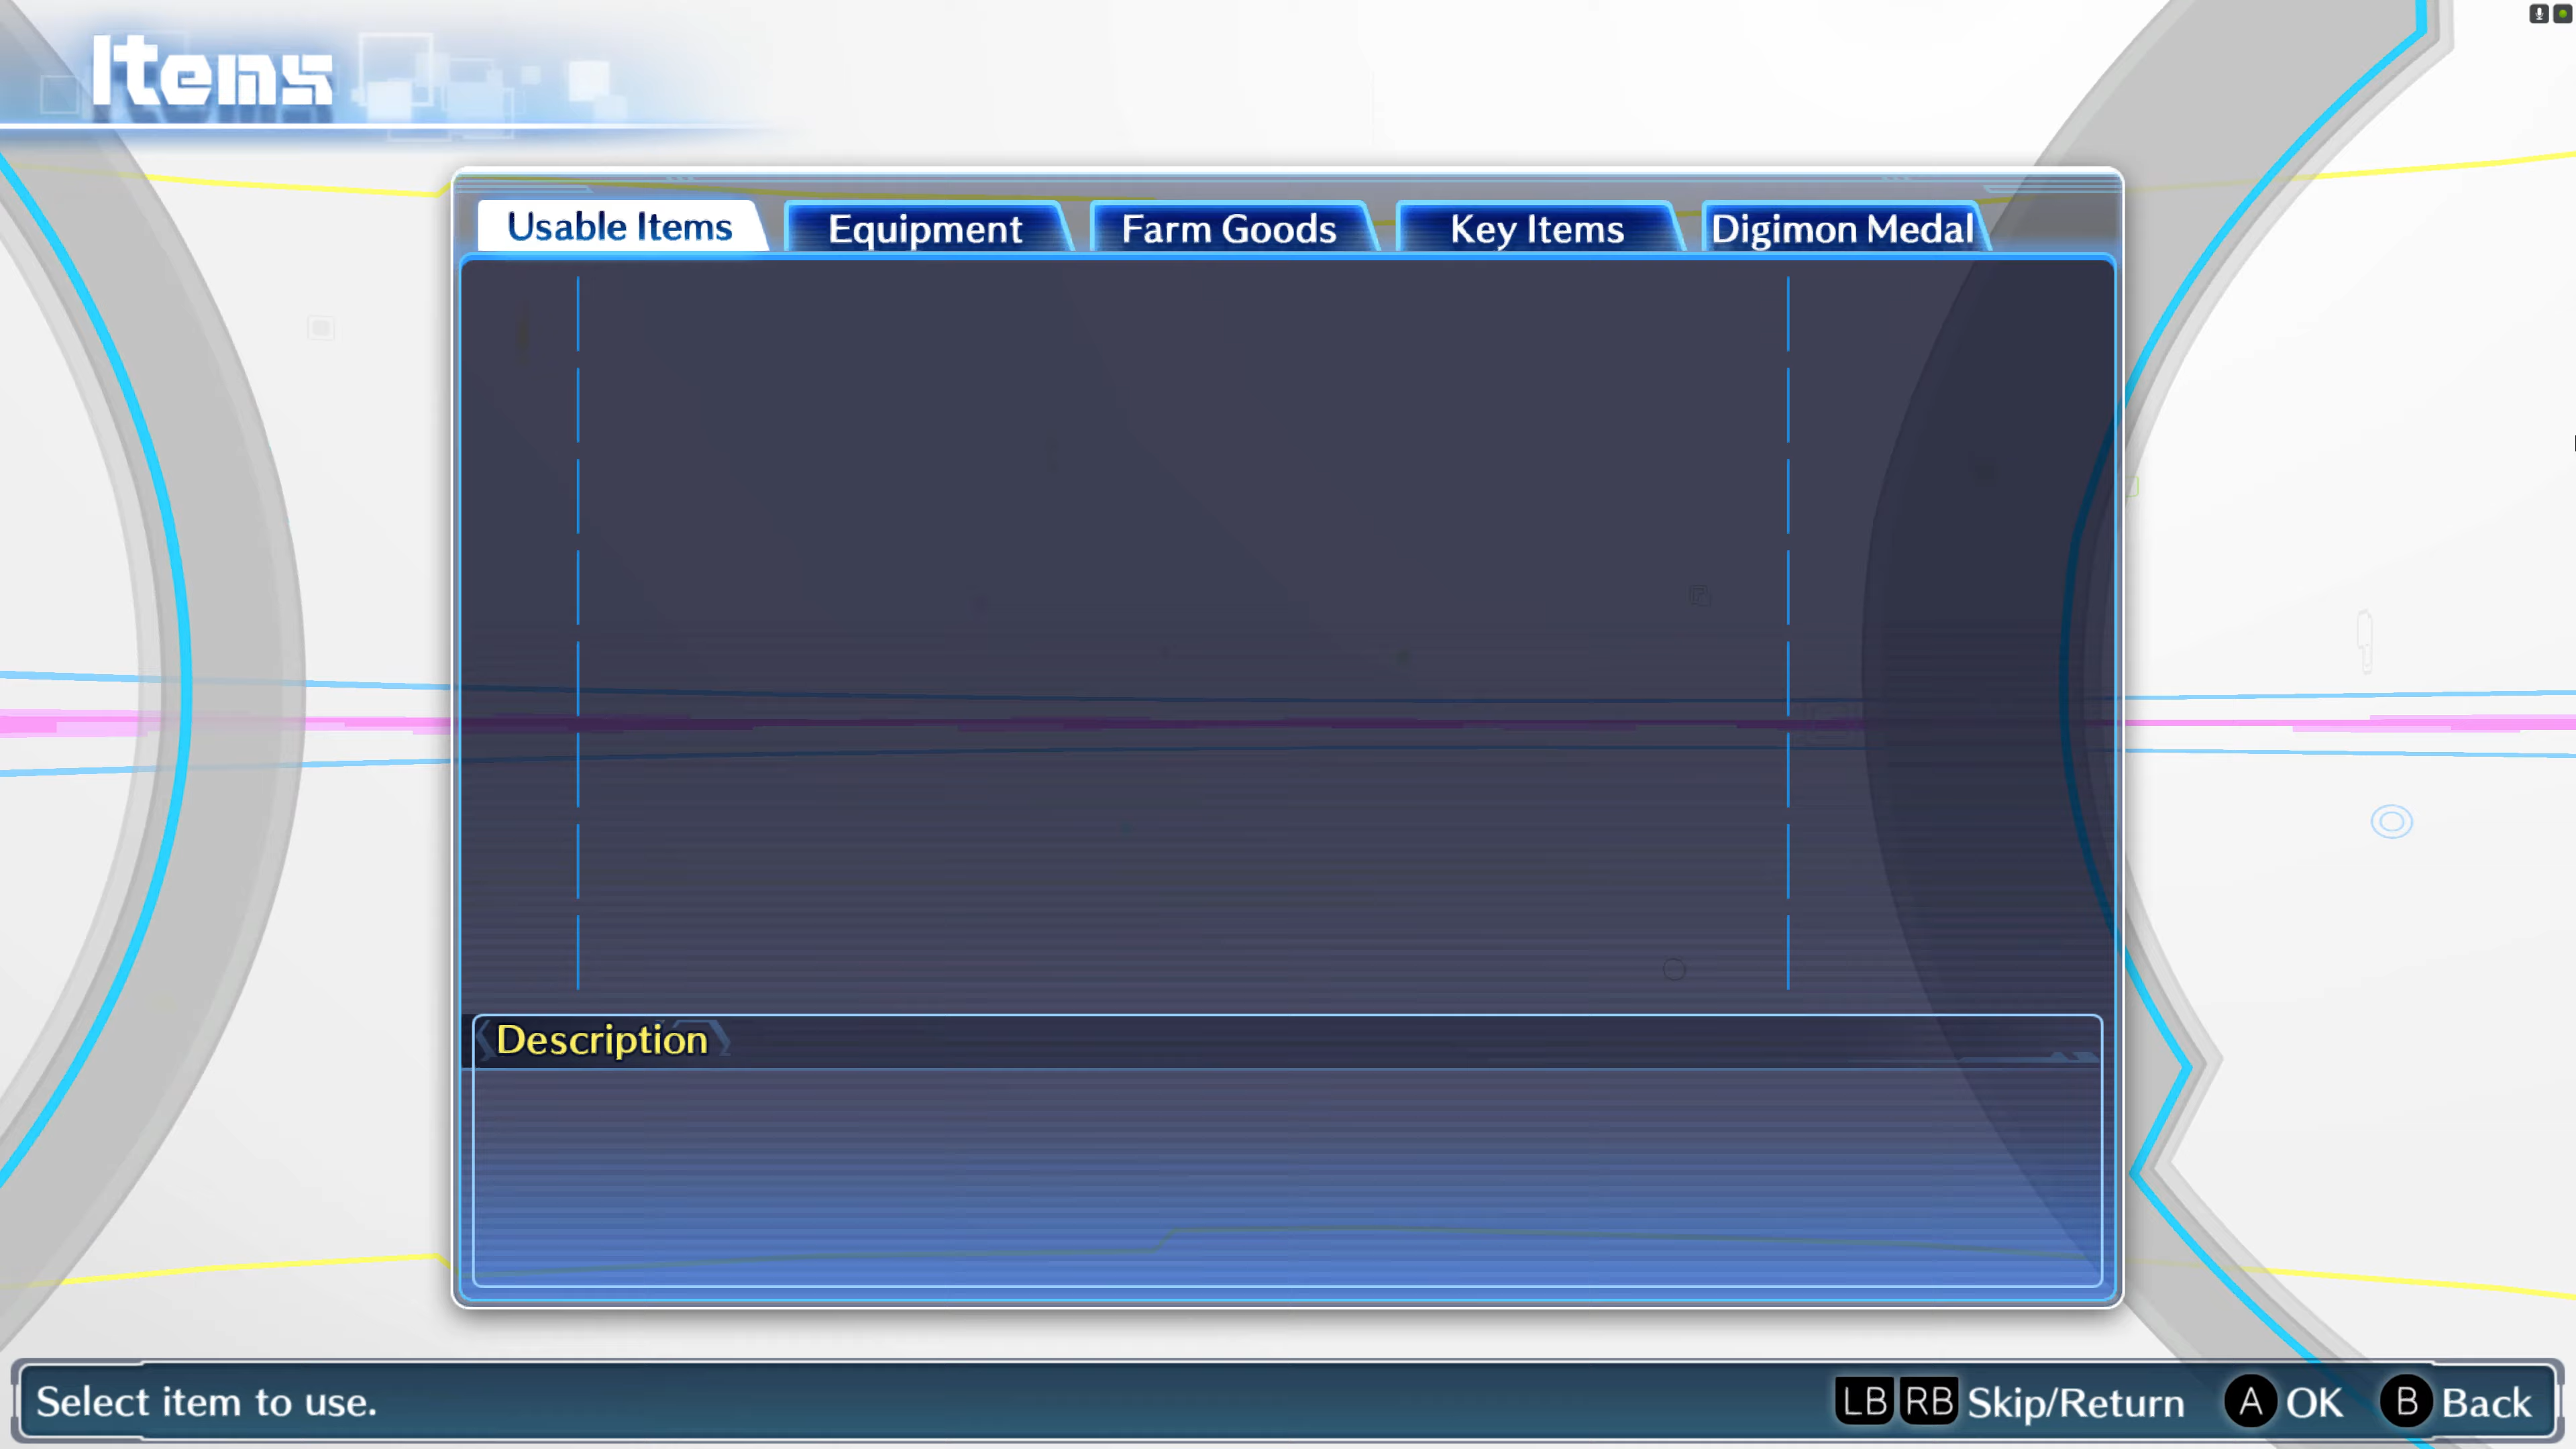 Items
Usable Items
Equipment
Farm Goods
Key Items
Digimon Medal
Description
Select item to use.
LB RB Skip/Return A OK B Back